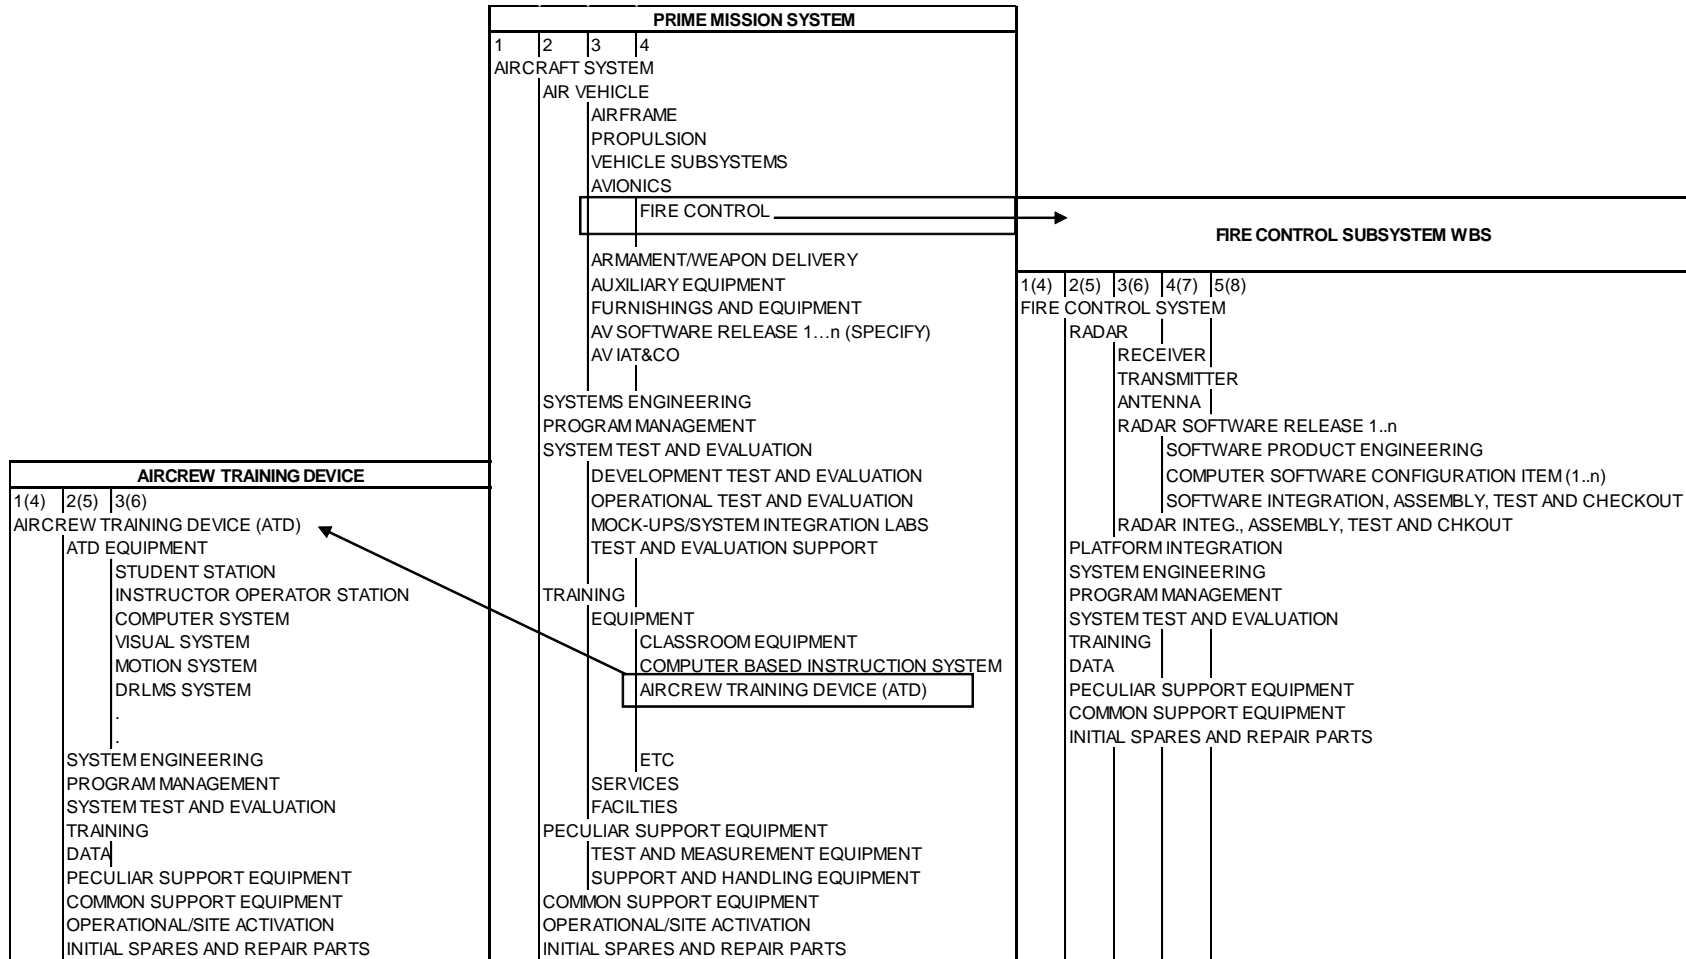 PRIME MISSION SYSTEM
1 2 3 4
AIRCRAFT SYSTEM
AIR VEHICLE
AIRFRAME
PROPULSION
VEHICLE SUBSYSTEMS
AVIONICS
FIRE CONTROL
ARMAMENT/WEAPON DELIVERY
AUXILIARY EQUIPMENT
FURNISHINGS AND EQUIPMENT
AV SOFTWARE RELEASE 1…n (SPECIFY)
AV IAT&CO
SYSTEMS ENGINEERING
PROGRAM MANAGEMENT
SYSTEM TEST AND EVALUATION
DEVELOPMENT TEST AND EVALUATION
OPERATIONAL TEST AND EVALUATION
MOCK-UPS/SYSTEM INTEGRATION LABS
TEST AND EVALUATION SUPPORT
TRAINING
EQUIPMENT
CLASSROOM EQUIPMENT
COMPUTER BASED INSTRUCTION SYSTEM
AIRCREW TRAINING DEVICE (ATD)
ETC
SERVICES
FACILTIES
PECULIAR SUPPORT EQUIPMENT
TEST AND MEASUREMENT EQUIPMENT
SUPPORT AND HANDLING EQUIPMENT
COMMON SUPPORT EQUIPMENT
OPERATIONAL/SITE ACTIVATION
INITIAL SPARES AND REPAIR PARTS
FIRE CONTROL SUBSYSTEM WBS
1(4) 2(5) 3(6) 4(7) 5(8)
FIRE CONTROL SYSTEM
RADAR
RECEIVER
TRANSMITTER
ANTENNA
RADAR SOFTWARE RELEASE 1..n
SOFTWARE PRODUCT ENGINEERING
COMPUTER SOFTWARE CONFIGURATION ITEM (1..n)
SOFTWARE INTEGRATION, ASSEMBLY, TEST AND CHECKOUT
RADAR INTEG., ASSEMBLY, TEST AND CHKOUT
PLATFORM INTEGRATION
SYSTEM ENGINEERING
PROGRAM MANAGEMENT
SYSTEM TEST AND EVALUATION
TRAINING
DATA
PECULIAR SUPPORT EQUIPMENT
COMMON SUPPORT EQUIPMENT
INITIAL SPARES AND REPAIR PARTS
AIRCREW TRAINING DEVICE
1(4) 2(5) 3(6)
AIRCREW TRAINING DEVICE (ATD)
ATD EQUIPMENT
STUDENT STATION
INSTRUCTOR OPERATOR STATION
COMPUTER SYSTEM
VISUAL SYSTEM
MOTION SYSTEM
DRLMS SYSTEM
.
.
SYSTEM ENGINEERING
PROGRAM MANAGEMENT
SYSTEM TEST AND EVALUATION
TRAINING
DATA
PECULIAR SUPPORT EQUIPMENT
COMMON SUPPORT EQUIPMENT
OPERATIONAL/SITE ACTIVATION
INITIAL SPARES AND REPAIR PARTS